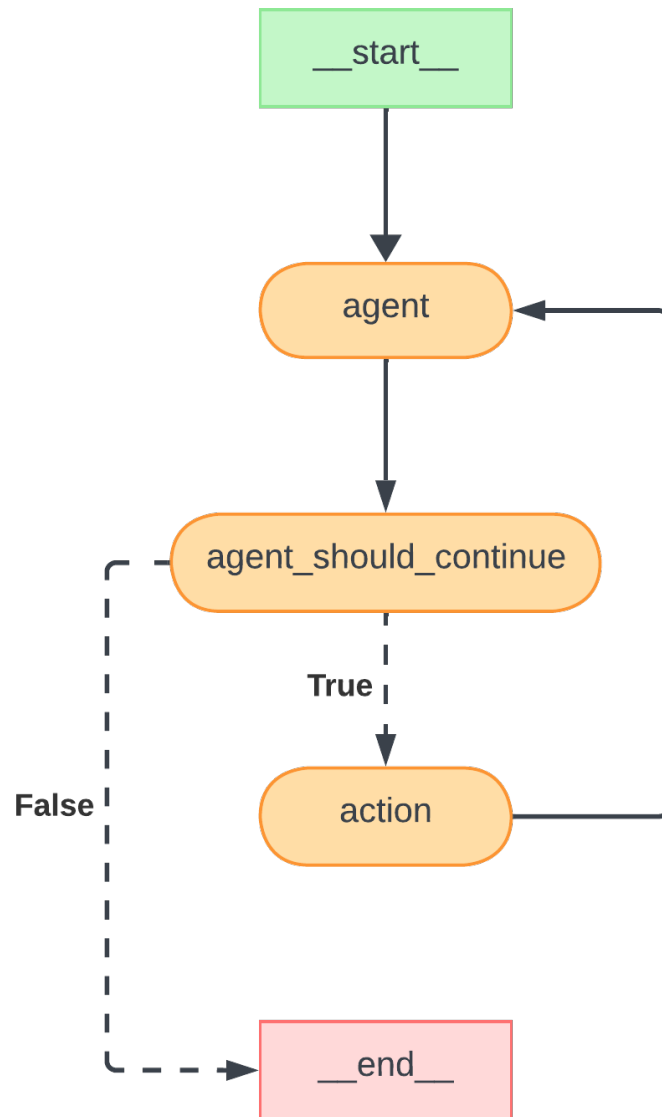 __start__
agent
agent_should_continue
True
False
action
__end__